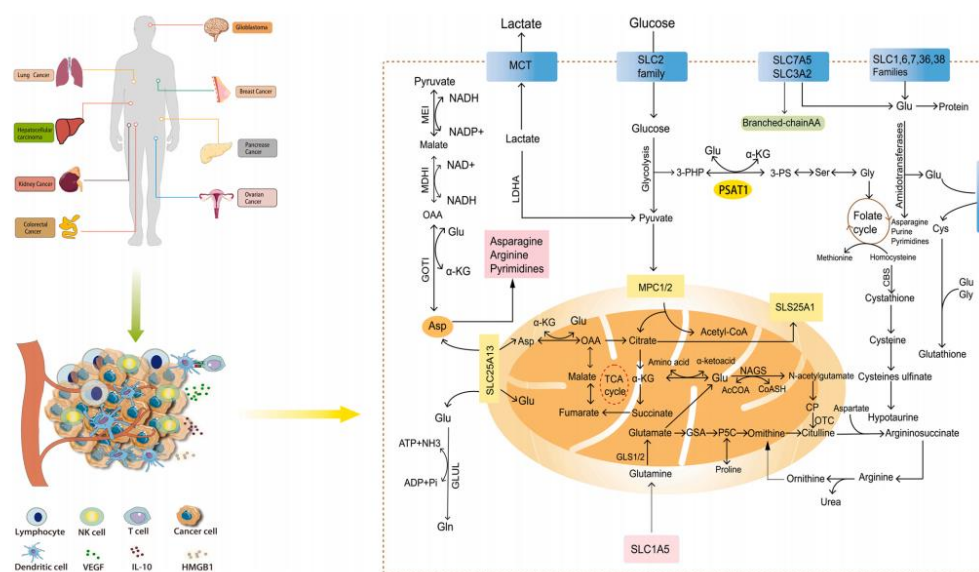 Glioblastoma
Lung Cancer
Breast Cancer
Hepatocellular
carcinoma
Pancrease
Cancer
Kidney Cancer
Ovarian
Cancer
Colorectal
Cancer
Lymphocyte
NK cell
T cell
Cancer cell
Dendritic cell
VEGF
IL-10
HMGB1
Lactate
Glucose
MCT
SLC2
family
SLC7A5
SLC3A2
SLC1,6,7,36,38
Families
Pyruvate
MEI
NADH
NADP+
Malate
MDHI
NAD+
NADH
OAA
GOTI
Glu
α-KG
Asp
Lactate
LDHA
Asparagine
Arginine
Pyrimidines
Glucose
Glycolysis
Pyuvate
Branched-chainAA
Glu
Protein
Glu
α-KG
3-PHP
PSAT1
3-PS
Ser
Gly
Amidotransferases
Glu
Folate
cycle
Asparagine
Purine
Pyrimidines
Cys
Methionine
Homocysteine
CBS
Cystathione
Glu
Gly
Cysteine
Glutathione
Cysteines ulfinate
Hypotaurine
MPC1/2
SLS25A1
SLC25A13
Asp
α-KG
Glu
OAA
Citrate
Acetyl-CoA
Malate
TCA
cycle
α-KG
Amino acid
α-ketoacid
Glu
NAGS
AcCOA
CoASH
N-acetylgutamate
Glu
Fumarate
Succinate
CP
OTC
Aspartate
Glutamate
GSA
P5C
Omithine
Citulline
Argininosuccinate
GLS1/2
Proline
Glutamine
Ornithine
Arginine
Urea
SLC1A5
Glu
ATP+NH3
GLUL
ADP+Pi
Gln